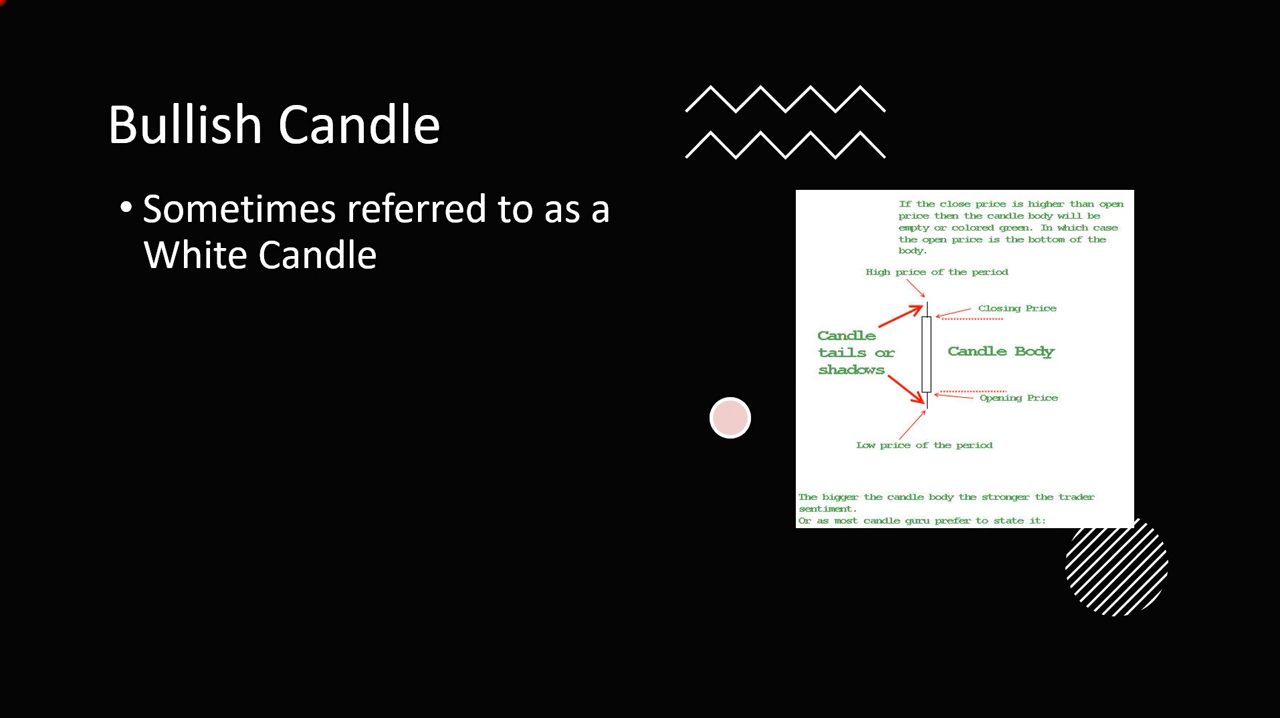 Bullish Candle
• Sometimes referred to as a
White Candle
If the close price is higher than open
price then the candle body will be
empty or colored green. In which case
the open price is the bottom of the
body.
High price of the period
Closing Price
Candle
tails or
shadows
Candle Body
Opening Price
Low price of the period
The bigger the candle body the stronger the trader
sentiment.
Or as most candle guru prefer to state it: